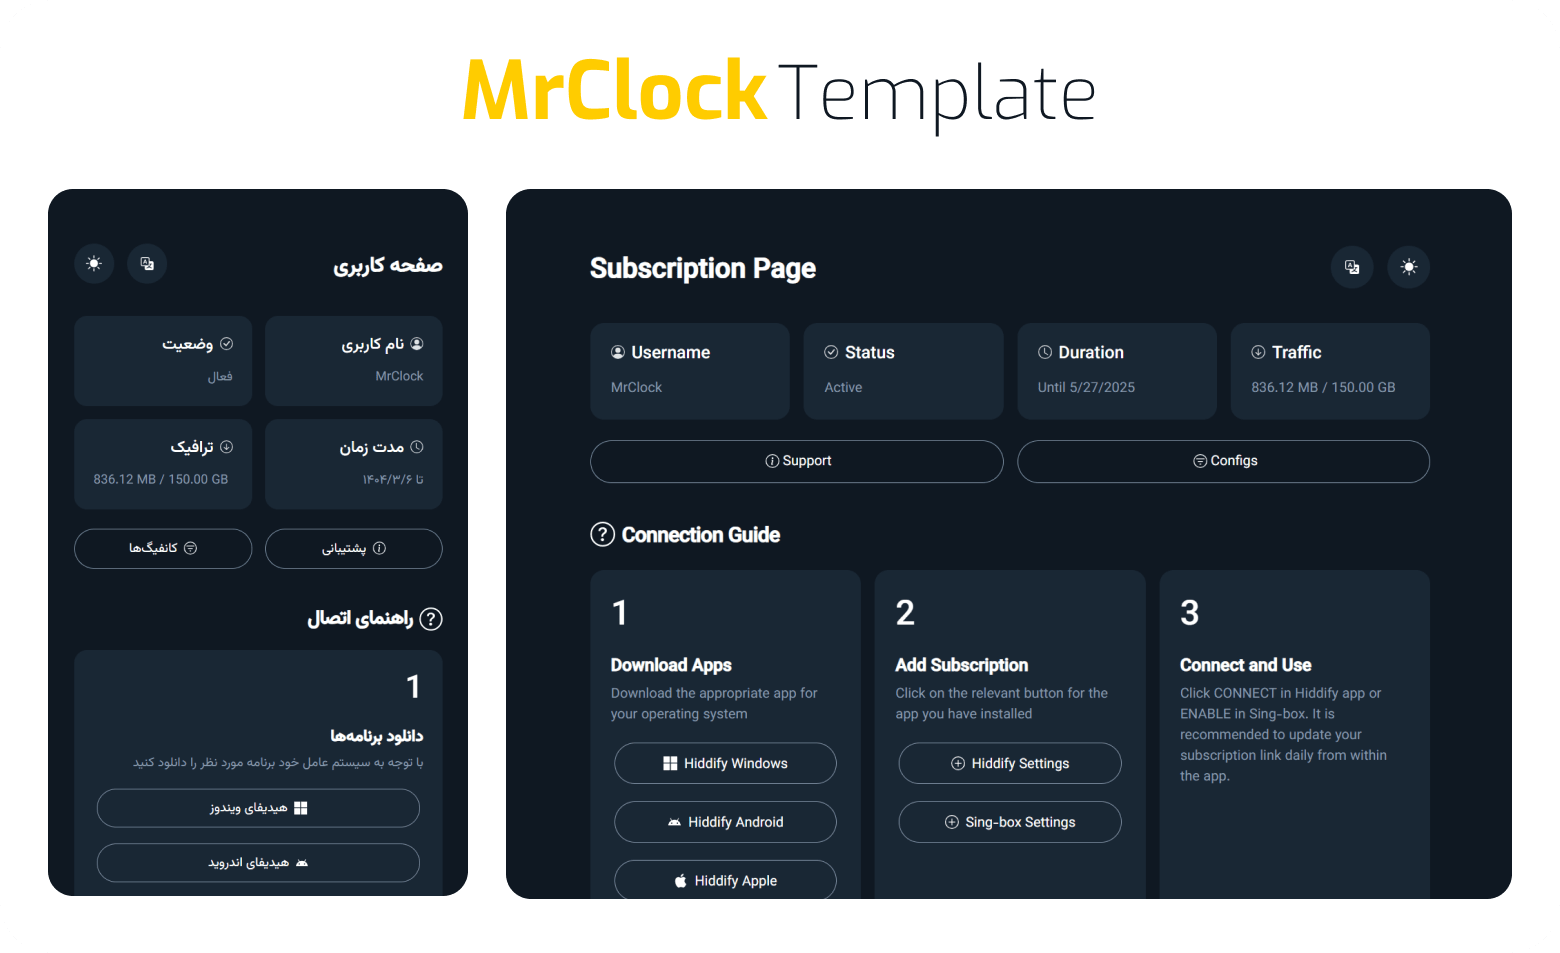 MrClock Template
صفحه کاربری
نام کاربری
MrClock
وضعیت
فعال
مدت زمان
تا ۱۴۰۴/۳/۶
ترافیک
836.12 MB / 150.00 GB
پشتیبانی
کانفیگ‌ها
راهنمای اتصال
1
دانلود برنامه‌ها
با توجه به سیستم عامل خود برنامه مورد نظر را دانلود کنید
هیدیفای ویندوز
هیدیفای اندروید
Subscription Page
Username
MrClock
Status
Active
Duration
Until 5/27/2025
Traffic
836.12 MB / 150.00 GB
Support
Configs
Connection Guide
1
Download Apps
Download the appropriate app for
your operating system
Hiddify Windows
Hiddify Android
Hiddify Apple
2
Add Subscription
Click on the relevant button for the
app you have installed
Hiddify Settings
Sing-box Settings
3
Connect and Use
Click CONNECT in Hiddify app or
ENABLE in Sing-box. It is
recommended to update your
subscription link daily from within
the app.